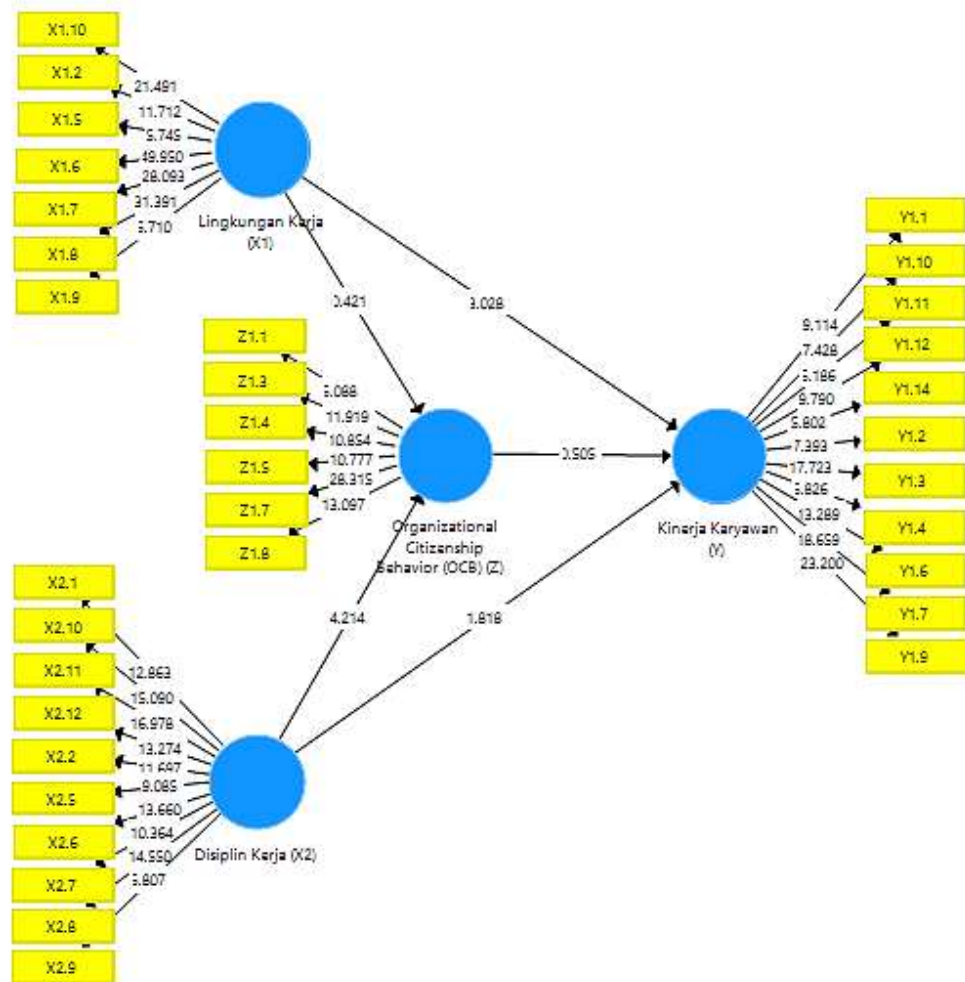 X1.10
X1.2
X1.5
X1.6
X1.7
X1.8
X1.9
21.491
11.712
49.950
28.093
31.391
Lingkungan Kerja
(X1)
0.421
3.028
Z1.1
Z1.3
Z1.4
Z1.5
Z1.7
Z1.8
11.919
10.854
10.777
28.315
13.097
Organizational
Citizenship
Behavior (OCB) (Z)
0.505
Y1.1
Y1.10
Y1.11
Y1.12
Y1.14
Y1.2
Y1.3
Y1.4
Y1.6
Y1.7
Y1.9
9.114
7.428
9.790
7.393
17.723
13.289
18.659
23.200
Kinerja Karyawan
(Y)
4.214
1.818
X2.1
X2.10
X2.11
X2.12
X2.2
X2.5
X2.6
X2.7
X2.8
X2.9
12.863
15.090
16.978
13.274
11.697
9.085
13.660
10.364
14.550
Disiplin Kerja (X2)